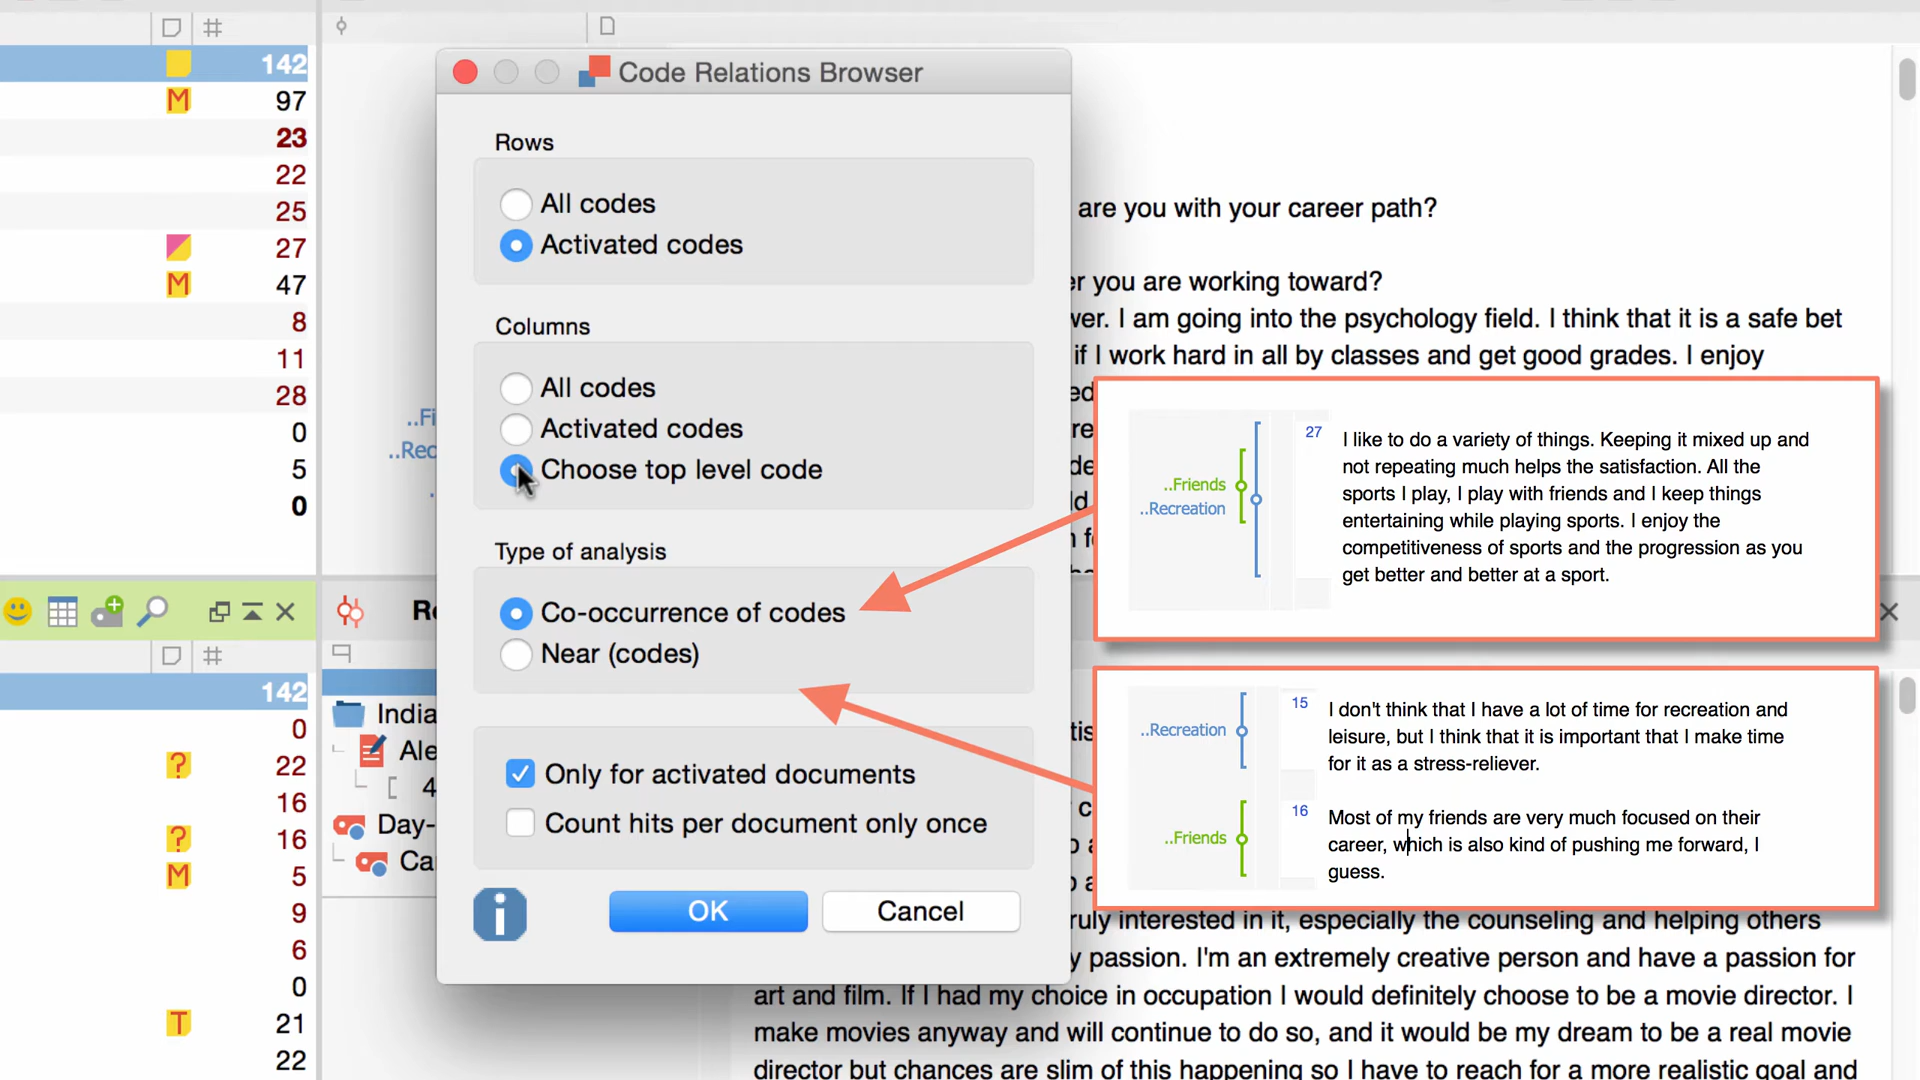 #
142
M 97
23
22
25
27
M 47
8
11
28
0
5
0
..Fi
..Rec
Code Relations Browser
Rows
All codes
Activated codes
Columns
All codes
Activated codes
Choose top level code
Type of analysis
Co-occurrence of codes
Near (codes)
Only for activated documents
Count hits per document only once
OK
Cancel
are you with your career path?
er you are working toward?
wer. I am going into the psychology field. I think that it is a safe bet
if I work hard in all by classes and get good grades. I enjoy
27
..Friends
..Recreation
I like to do a variety of things. Keeping it mixed up and
not repeating much helps the satisfaction. All the
sports I play, I play with friends and I keep things
entertaining while playing sports. I enjoy the
competitiveness of sports and the progression as you
get better and better at a sport.
15
..Recreation
I don't think that I have a lot of time for recreation and
leisure, but I think that it is important that I make time
for it as a stress-reliever.
16
..Friends
Most of my friends are very much focused on their
career, which is also kind of pushing me forward, I
guess.
ruly interested in it, especially the counseling and helping others
y passion. I'm an extremely creative person and have a passion for
art and film. If I had my choice in occupation I would definitely choose to be a movie director. I
make movies anyway and will continue to do so, and it would be my dream to be a real movie
director but chances are slim of this happening so I have to reach for a more realistic goal and
#
142
0
? 22
16
? 16
M 5
9
6
0
T 21
22
Re
India
Ale
4
Day-
Ca